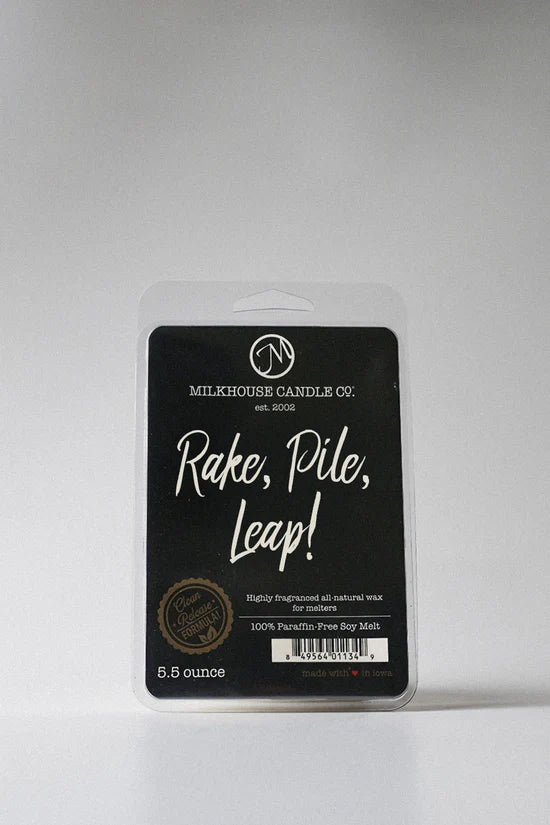 M
MILKHOUSE CANDLE CO.
est. 2002
Rake, Pile,
Leap!
Highly fragranced all-natural wax
for melters
100% Paraffin-Free Soy Melt
Clean
Release
FORMULA
8 49564 01134 9
5.5 ounce
made with ♥ in iowa